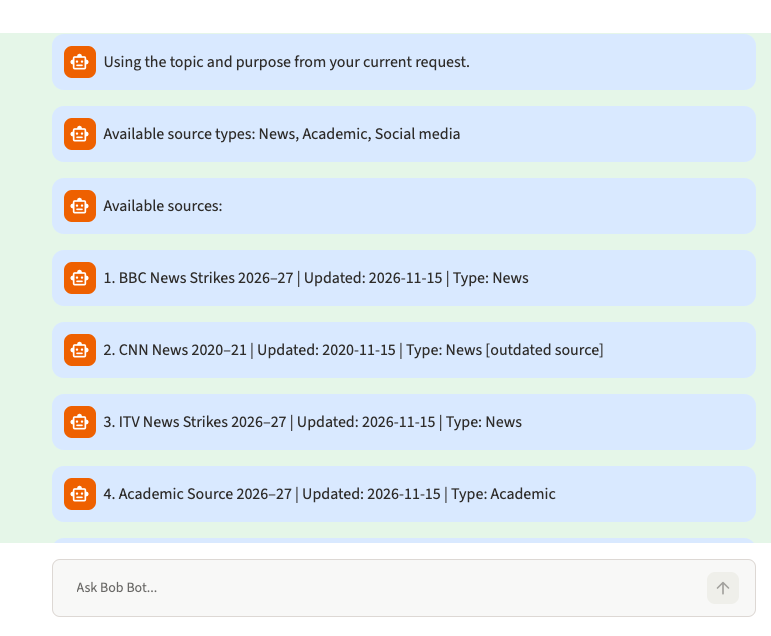 Using the topic and purpose from your current request.
Available source types: News, Academic, Social media
Available sources:
1. BBC News Strikes 2026–27 | Updated: 2026-11-15 | Type: News
2. CNN News 2020–21 | Updated: 2020-11-15 | Type: News [outdated source]
3. ITV News Strikes 2026–27 | Updated: 2026-11-15 | Type: News
4. Academic Source 2026–27 | Updated: 2026-11-15 | Type: Academic
Ask Bob Bot...